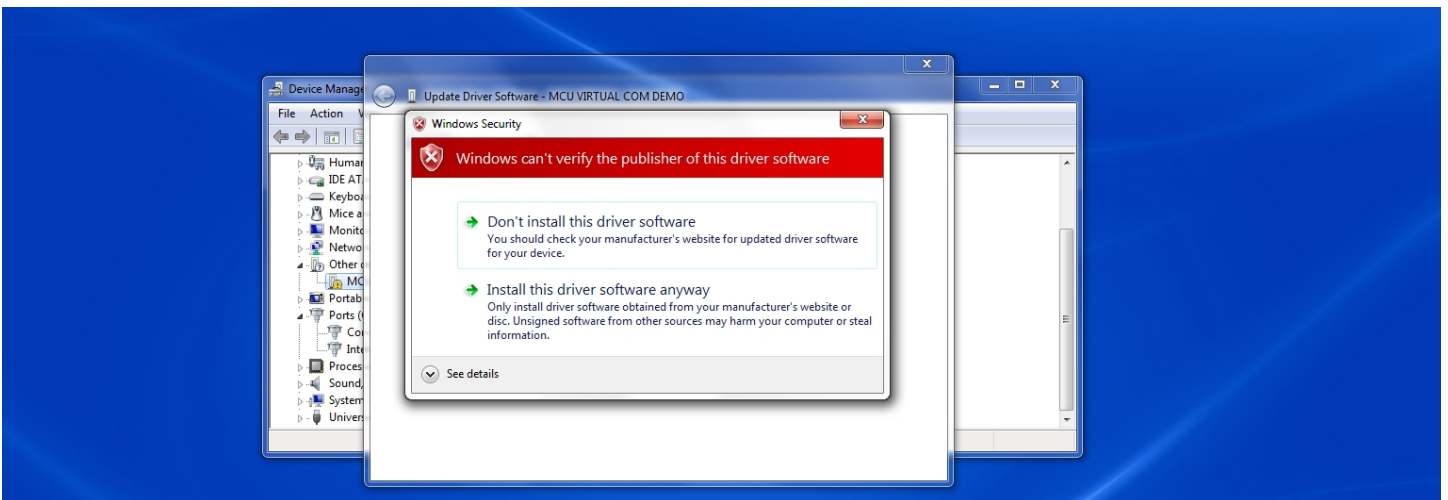 x
Device Manage
x
Update Driver Software - MCU VIRTUAL COM DEMO
File Action V
Windows Security
x
Windows can't verify the publisher of this driver software
Human
IDE AT
Keyboa
Mice a
Monito
Netwo
Other d
MC
Portab
Ports (
Co
Inte
Proces
Sound,
System
Univers
Don't install this driver software
You should check your manufacturer's website for updated driver software
for your device.
Install this driver software anyway
Only install driver software obtained from your manufacturer's website or
disc. Unsigned software from other sources may harm your computer or steal
information.
See details